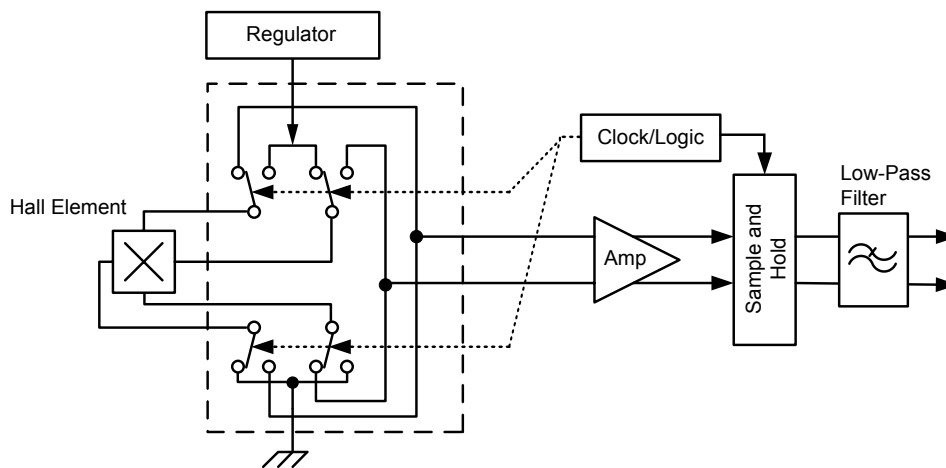 Regulator
Clock/Logic
Low-Pass
Filter
Hall Element
Amp
Sample and
Hold